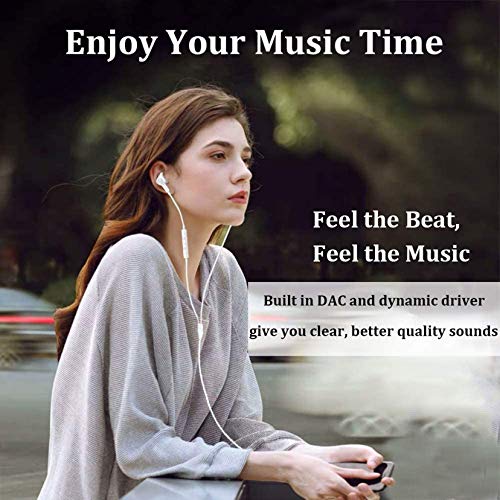 Enjoy Your Music Time
Feel the Beat,
Feel the Music
Built in DAC and dynamic driver
give you clear, better quality sounds